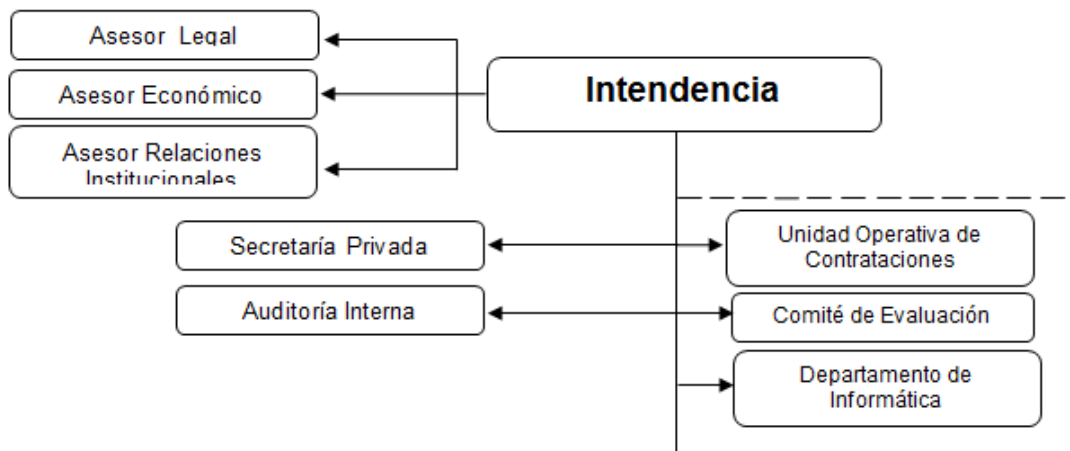 Asesor Legal
Asesor Económico
Asesor Relaciones
Institucionales
Intendencia
Secretaría Privada
Auditoría Interna
Unidad Operativa de
Contrataciones
Comité de Evaluación
Departamento de
Informática